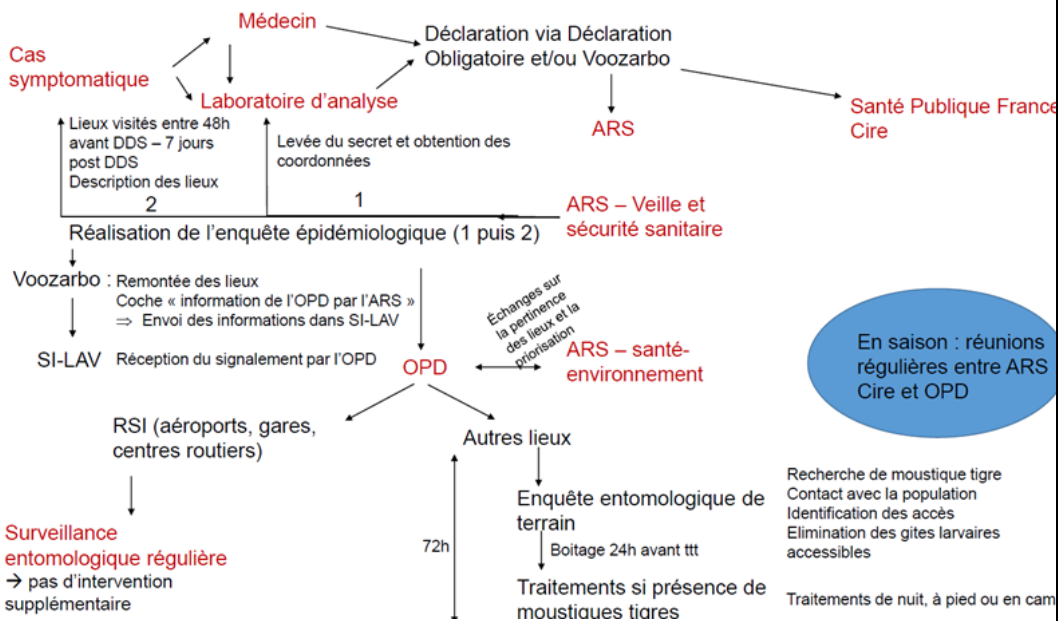 Médecin
Cas
symptomatique
Déclaration via Déclaration
Obligatoire et/ou Voozarbo
Laboratoire d'analyse
Santé Publique France
Cire
ARS
Lieux visités entre 48h
avant DDS – 7 jours
post DDS
Description des lieux
2
Levée du secret et obtention des
coordonnées
1
ARS – Veille et
sécurité sanitaire
Réalisation de l'enquête épidémiologique (1 puis 2)
Voozarbo : Remontée des lieux
Coche « information de l'OPD par l'ARS »
⇒ Envoi des informations dans SI-LAV
SI-LAV Réception du signalement par l'OPD
Échanges sur
la pertinence
des lieux et la
priorisation
OPD
ARS – santé-
environnement
En saison : réunions
régulières entre ARS
Cire et OPD
RSI (aéroports, gares,
centres routiers)
Autres lieux
Surveillance
entomologique régulière
→ pas d'intervention
supplémentaire
72h
Enquête entomologique de
terrain
Boitage 24h avant ttt
Traitements si présence de
moustiques tigres
Recherche de moustique tigre
Contact avec la population
Identification des accès
Elimination des gites larvaires
accessibles
Traitements de nuit, à pied ou en cam